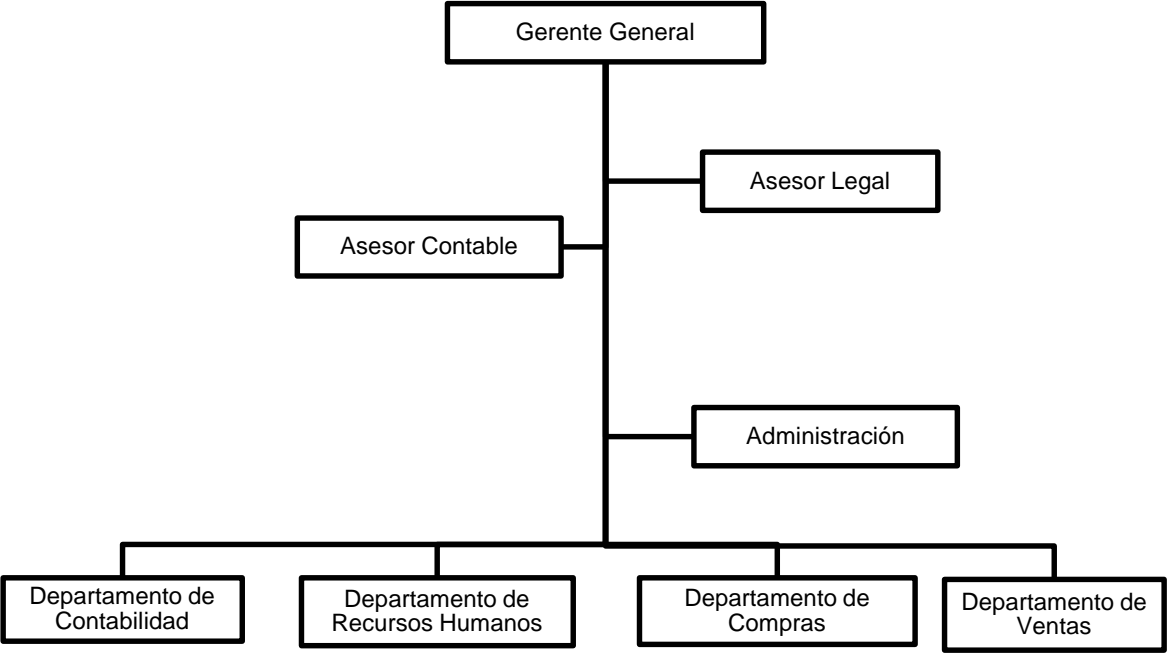 Gerente General
Asesor Legal
Asesor Contable
Administración
Departamento de
Contabilidad
Departamento de
Recursos Humanos
Departamento de
Compras
Departamento de
Ventas